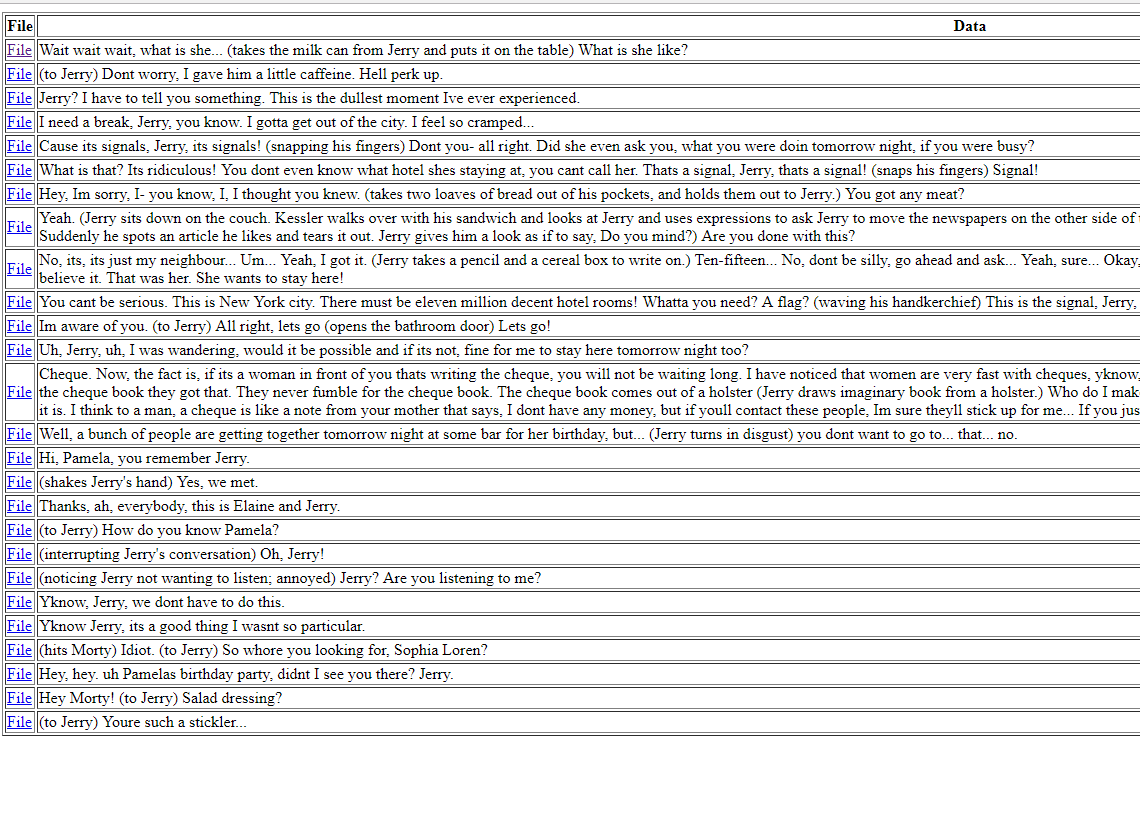 File Data
File Wait wait wait, what is she... (takes the milk can from Jerry and puts it on the table) What is she like?
File (to Jerry) Dont worry, I gave him a little caffeine. Hell perk up.
File Jerry? I have to tell you something. This is the dullest moment Ive ever experienced.
File I need a break, Jerry, you know. I gotta get out of the city. I feel so cramped...
File Cause its signals, Jerry, its signals! (snapping his fingers) Dont you- all right. Did she even ask you, what you were doin tomorrow night, if you were busy?
File What is that? Its ridiculous! You dont even know what hotel shes staying at, you cant call her. Thats a signal, Jerry, thats a signal! (snaps his fingers) Signal!
File Hey, Im sorry, I- you know, I, I thought you knew. (takes two loaves of bread out of his pockets, and holds them out to Jerry.) You got any meat?
File Yeah. (Jerry sits down on the couch. Kessler walks over with his sandwich and looks at Jerry and uses expressions to ask Jerry to move the newspapers on the other side of
Suddenly he spots an article he likes and tears it out. Jerry gives him a look as if to say, Do you mind?) Are you done with this?
File No, its, its just my neighbour... Um... Yeah, I got it. (Jerry takes a pencil and a cereal box to write on.) Ten-fifteen... No, dont be silly, go ahead and ask... Yeah, sure... Okay,
believe it. That was her. She wants to stay here!
File You cant be serious. This is New York city. There must be eleven million decent hotel rooms! Whatta you need? A flag? (waving his handkerchief) This is the signal, Jerry,
File Im aware of you. (to Jerry) All right, lets go (opens the bathroom door) Lets go!
File Uh, Jerry, uh, I was wandering, would it be possible and if its not, fine for me to stay here tomorrow night too?
File Cheque. Now, the fact is, if its a woman in front of you thats writing the cheque, you will not be waiting long. I have noticed that women are very fast with cheques, yknow,
the cheque book they got that. They never fumble for the cheque book. The cheque book comes out of a holster (Jerry draws imaginary book from a holster.) Who do I mak
it is. I think to a man, a cheque is like a note from your mother that says, I dont have any money, but if youll contact these people, Im sure theyll stick up for me... If you jus
File Well, a bunch of people are getting together tomorrow night at some bar for her birthday, but... (Jerry turns in disgust) you dont want to go to... that... no.
File Hi, Pamela, you remember Jerry.
File (shakes Jerry's hand) Yes, we met.
File Thanks, ah, everybody, this is Elaine and Jerry.
File (to Jerry) How do you know Pamela?
File (interrupting Jerry's conversation) Oh, Jerry!
File (noticing Jerry not wanting to listen; annoyed) Jerry? Are you listening to me?
File Yknow, Jerry, we dont have to do this.
File Yknow Jerry, its a good thing I wasnt so particular.
File (hits Morty) Idiot. (to Jerry) So whore you looking for, Sophia Loren?
File Hey, hey. uh Pamelas birthday party, didnt I see you there? Jerry.
File Hey Morty! (to Jerry) Salad dressing?
File (to Jerry) Youre such a stickler...